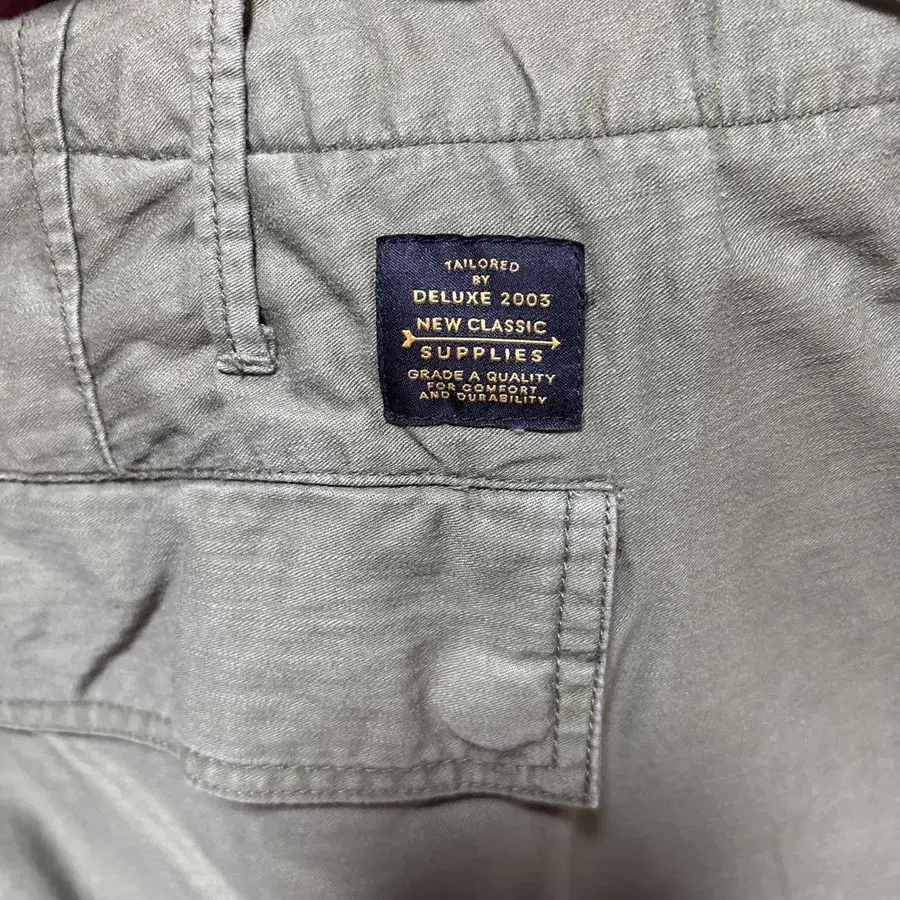 TAILORED
BY
DELUXE 2003
NEW CLASSIC
SUPPLIES
GRADE A QUALITY
FOR COMFORT
AND DURABILITY